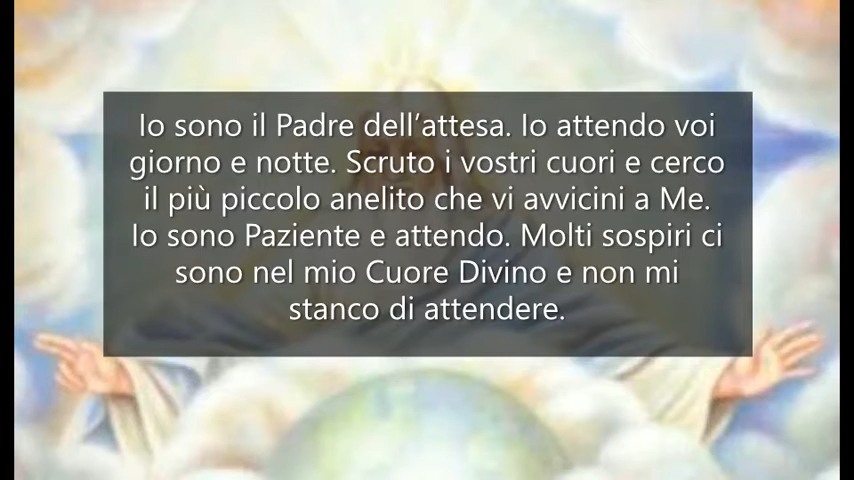 Io sono il Padre dell’attesa. Io attendo voi
giorno e notte. Scruto i vostri cuori e cerco
il più piccolo anelito che vi avvicini a Me.
Io sono Paziente e attendo. Molti sospiri ci
sono nel mio Cuore Divino e non mi
stanco di attendere.